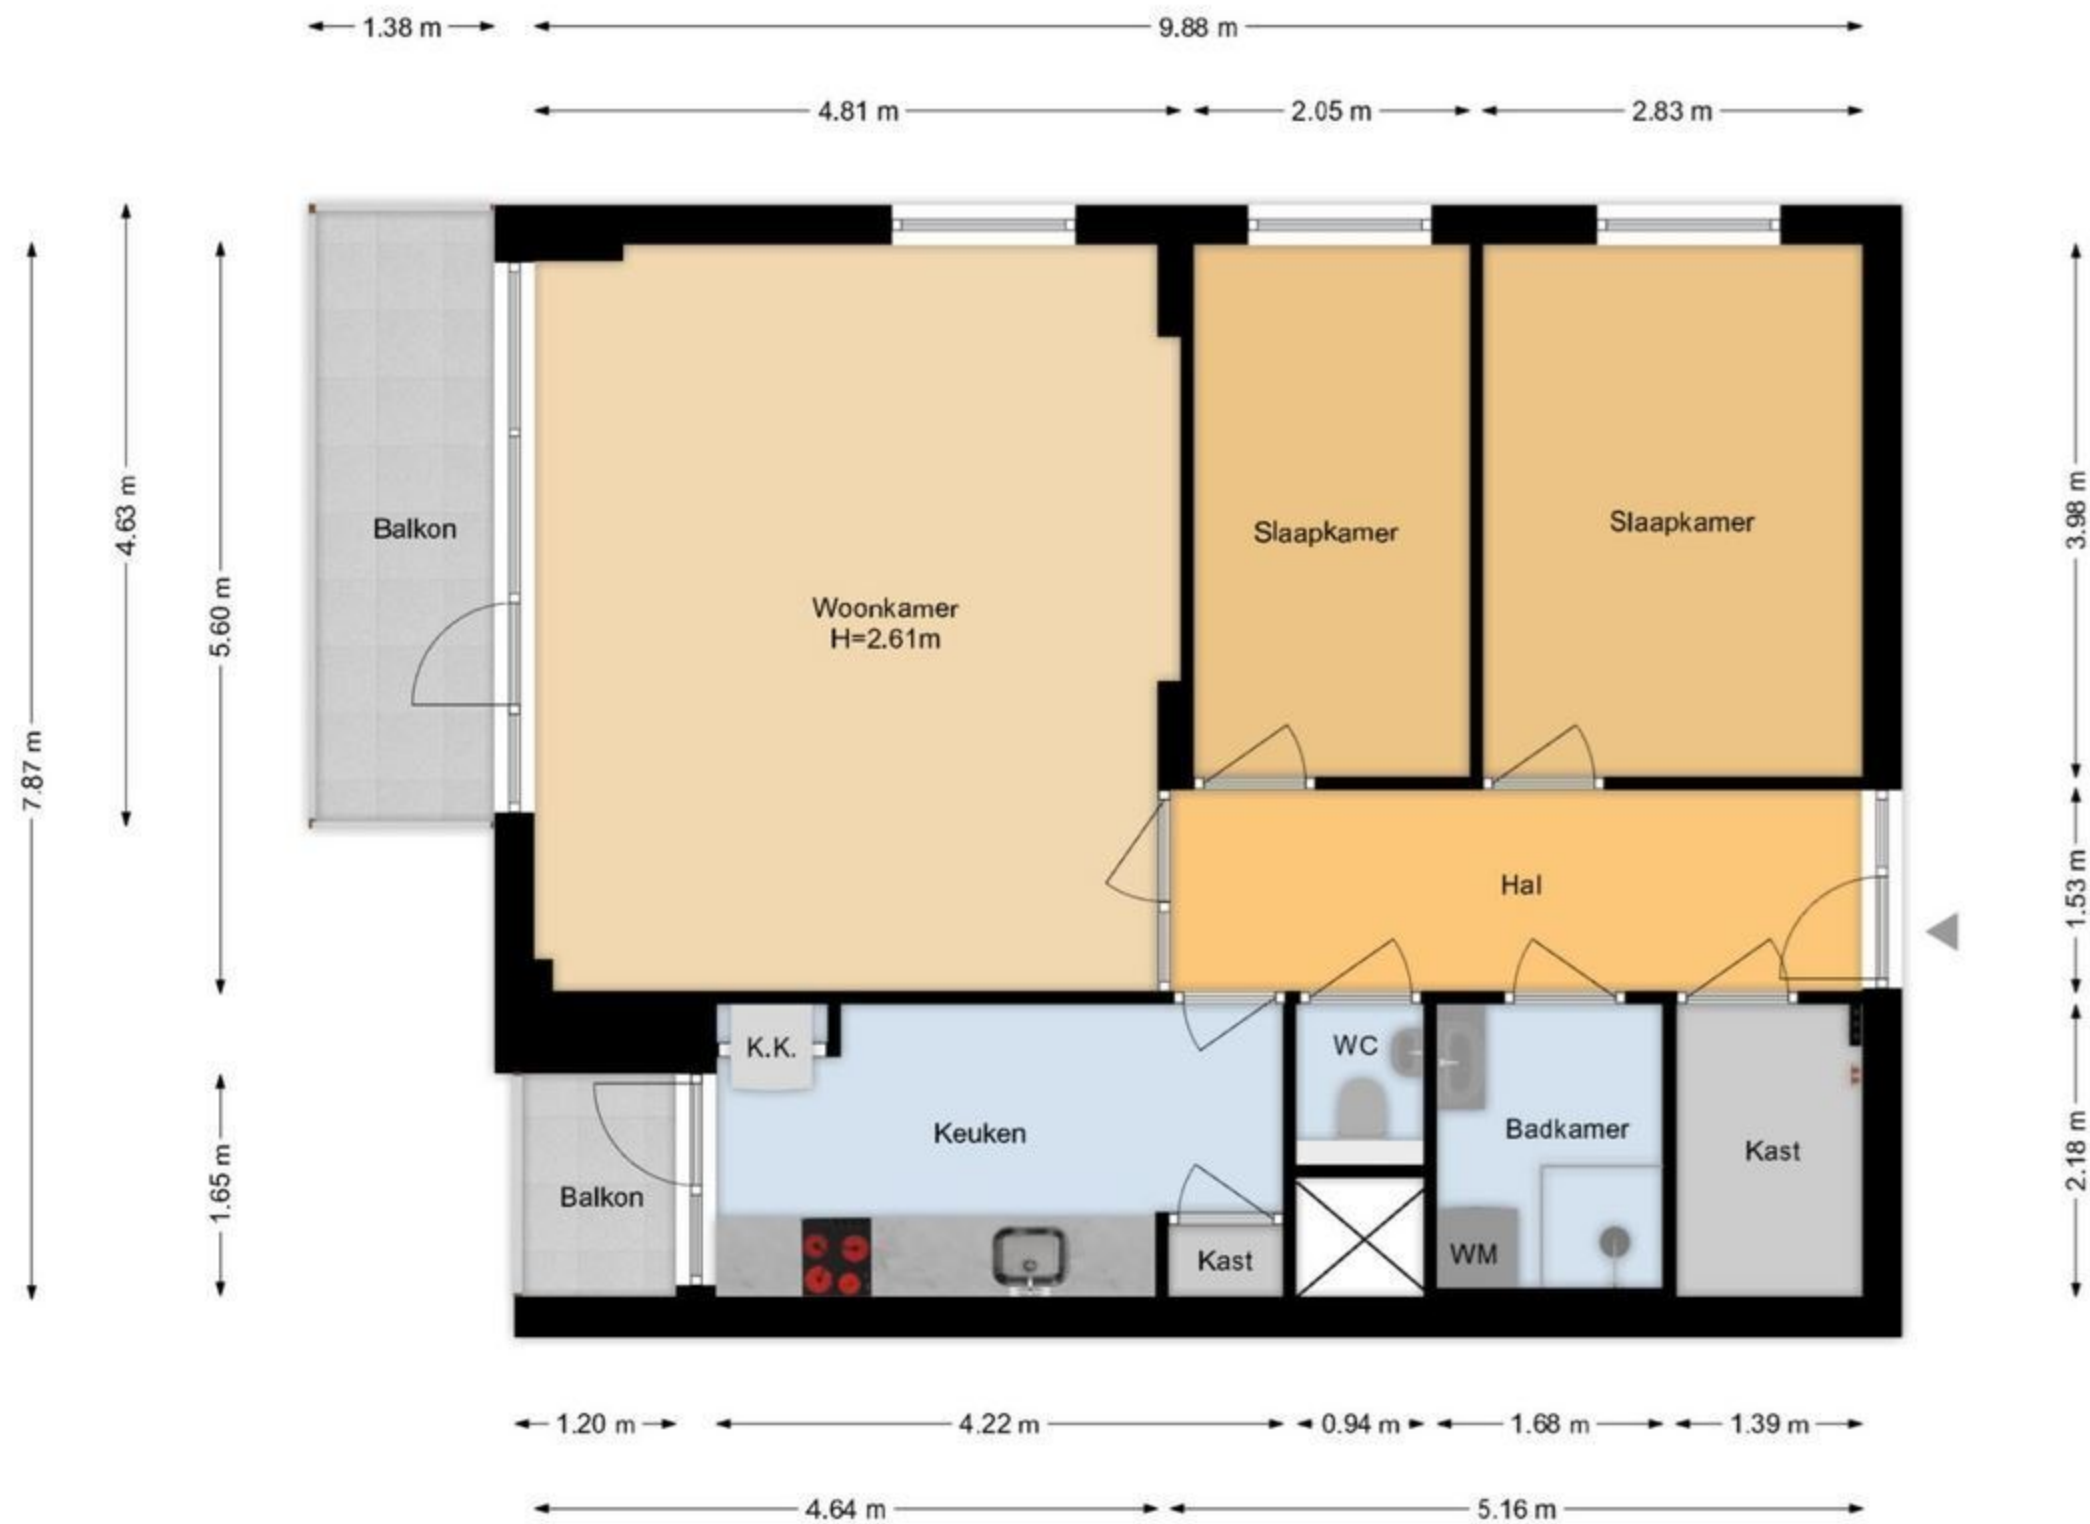 1.38 m
9.88 m
4.81 m
2.05 m
2.83 m
7.87 m
4.63 m
5.60 m
1.65 m
3.98 m
1.53 m
2.18 m
Balkon
Woonkamer
H=2.61m
Slaapkamer
Slaapkamer
Hal
K.K.
Keuken
WC
Badkamer
Kast
Balkon
Kast
WM
1.20 m
4.22 m
0.94 m
1.68 m
1.39 m
4.64 m
5.16 m